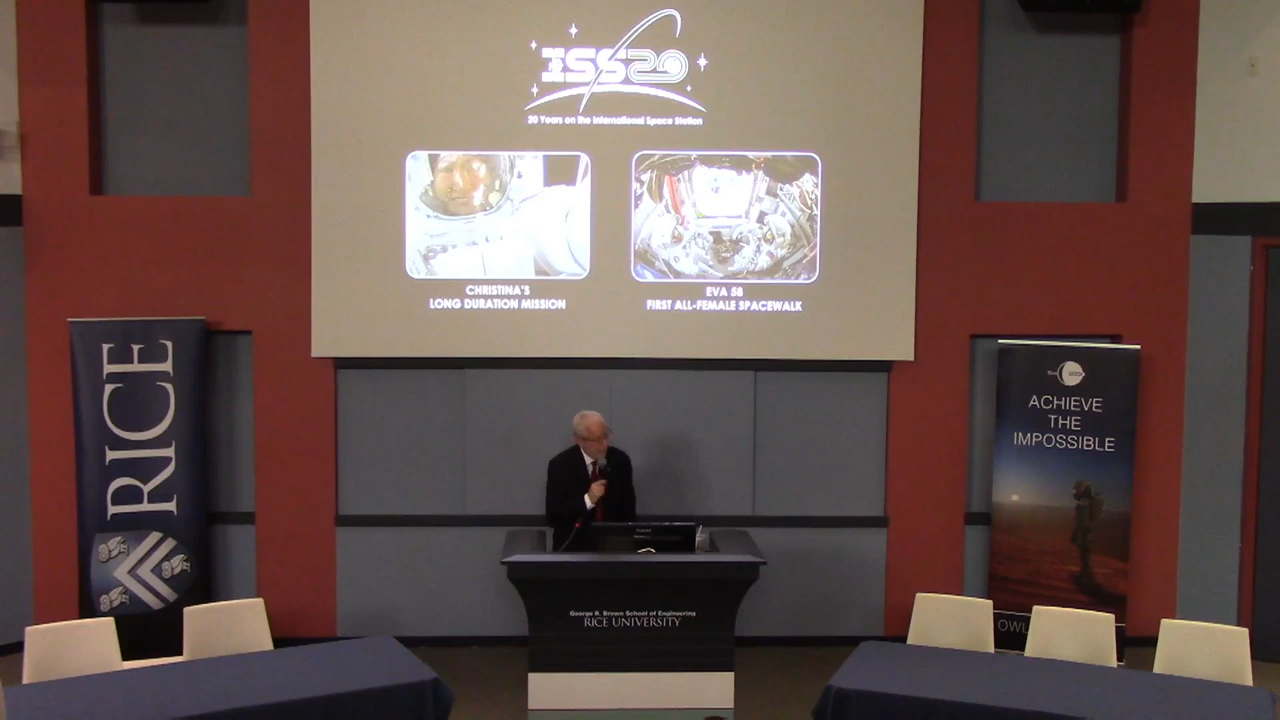 ISS20
20 Years on the International Space Station
CHRISTINA'S
LONG DURATION MISSION
EVA 58
FIRST ALL-FEMALE SPACEWALK
RICE
ACHIEVE
THE
IMPOSSIBLE
George R. Brown School of Engineering
RICE UNIVERSITY